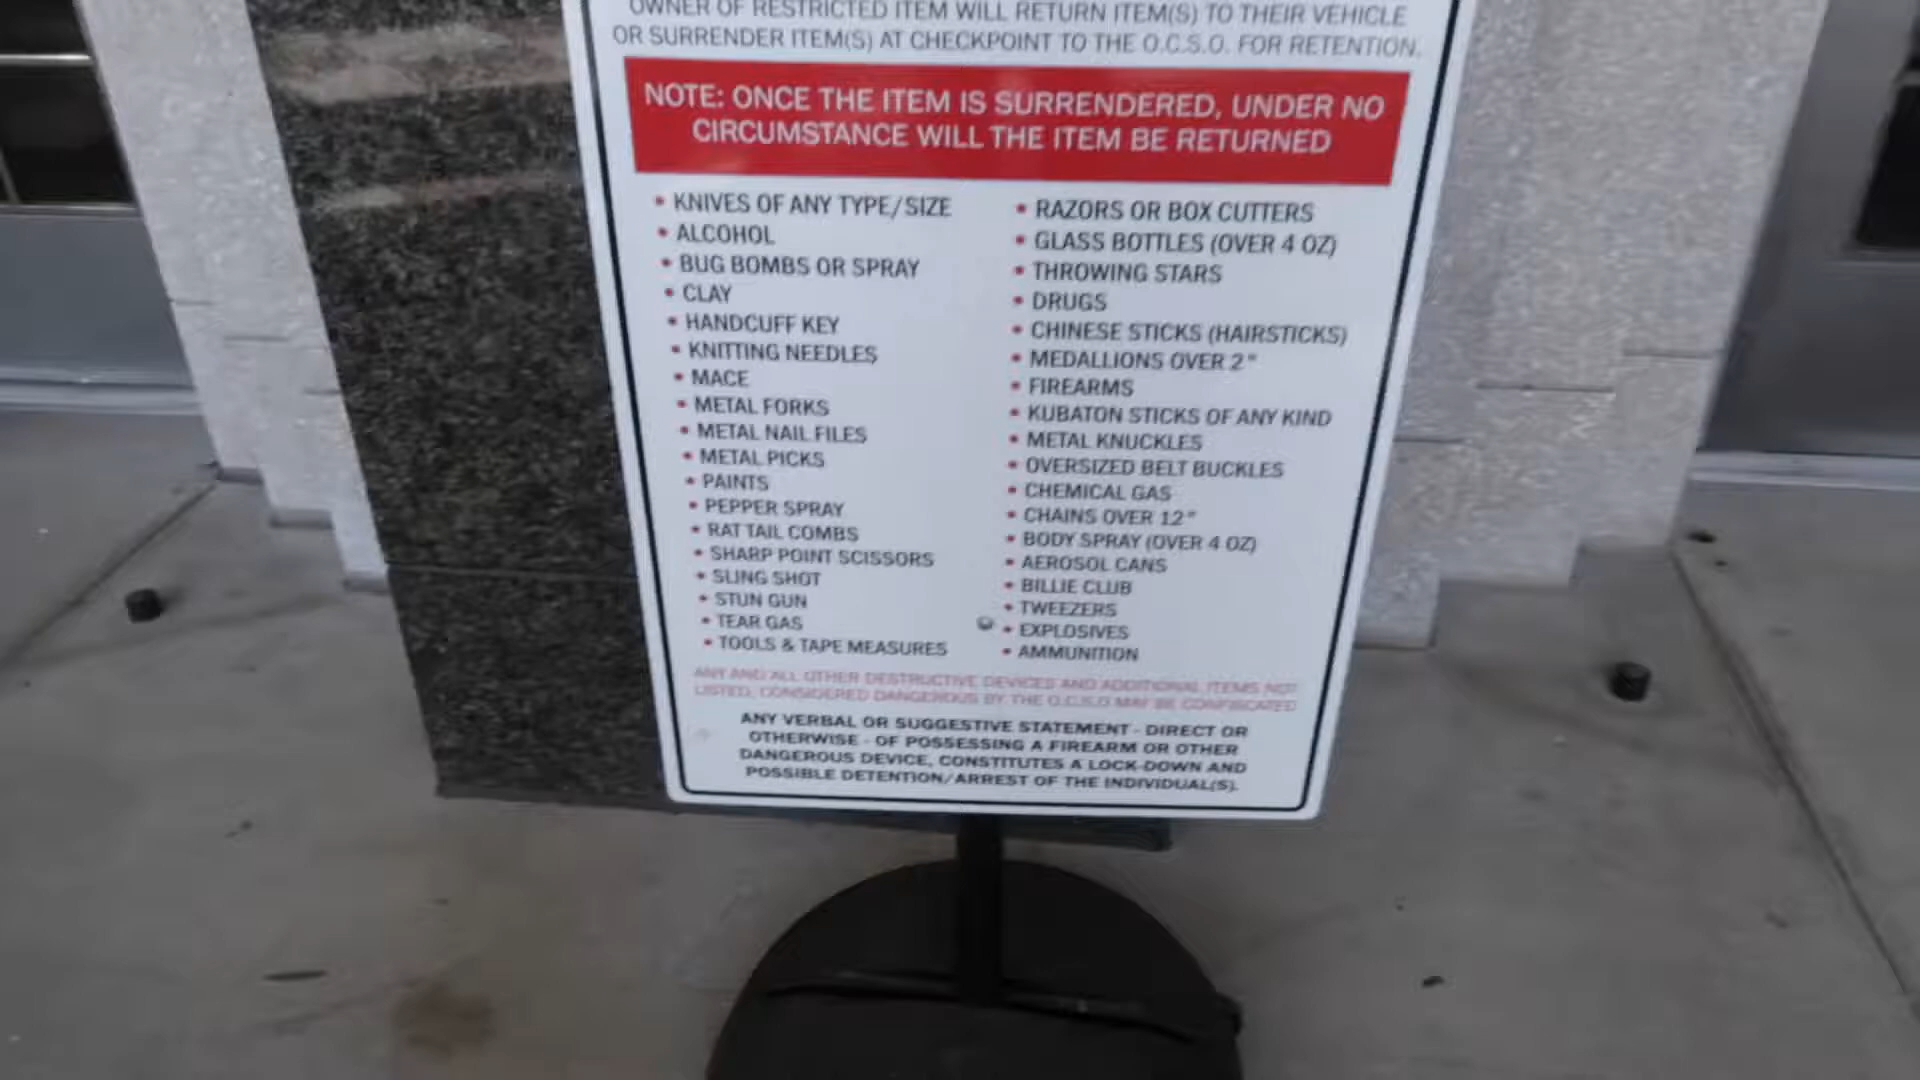 OWNER OF RESTRICTED ITEM WILL RETURN ITEM(S) TO THEIR VEHICLE
OR SURRENDER ITEM(S) AT CHECKPOINT TO THE O.C.S.O. FOR RETENTION.
NOTE: ONCE THE ITEM IS SURRENDERED, UNDER NO
CIRCUMSTANCE WILL THE ITEM BE RETURNED
• KNIVES OF ANY TYPE/SIZE
• ALCOHOL
• BUG BOMBS OR SPRAY
• CLAY
• HANDCUFF KEY
• KNITTING NEEDLES
• MACE
• METAL FORKS
• METAL NAIL FILES
• METAL PICKS
• PAINTS
• PEPPER SPRAY
• RAT TAIL COMBS
• SHARP POINT SCISSORS
• SLING SHOT
• STUN GUN
• TEAR GAS
• TOOLS & TAPE MEASURES
• RAZORS OR BOX CUTTERS
• GLASS BOTTLES (OVER 4 OZ)
• THROWING STARS
• DRUGS
• CHINESE STICKS (HAIRSTICKS)
• MEDALLIONS OVER 2"
• FIREARMS
• KUBATON STICKS OF ANY KIND
• METAL KNUCKLES
• OVERSIZED BELT BUCKLES
• CHEMICAL GAS
• CHAINS OVER 12"
• BODY SPRAY (OVER 4 OZ)
• AEROSOL CANS
• BILLIE CLUB
• TWEEZERS
• EXPLOSIVES
• AMMUNITION
ANY AND ALL OTHER DESTRUCTIVE DEVICES AND ADDITIONAL ITEMS NOT
LISTED, CONSIDERED DANGEROUS BY THE O.C.S.O MAY BE CONFISCATED
ANY VERBAL OR SUGGESTIVE STATEMENT - DIRECT OR
OTHERWISE - OF POSSESSING A FIREARM OR OTHER
DANGEROUS DEVICE, CONSTITUTES A LOCK-DOWN AND
POSSIBLE DETENTION/ARREST OF THE INDIVIDUAL(S).